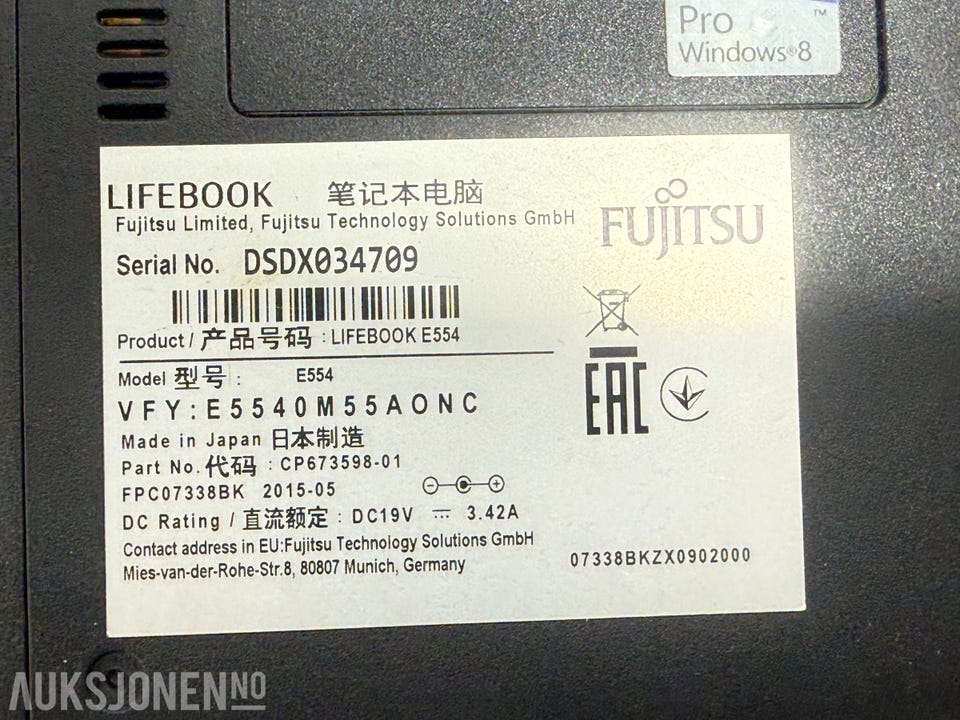 Pro ™
Windows®8
LIFEBOOK 笔记本电脑
Fujitsu Limited, Fujitsu Technology Solutions GmbH
FUJITSU
Serial No. DSDX034709
Product / 产品号码 : LIFEBOOK E554
Model 型号 : E554
VFY:E5540M55AONC
EAC
Made in Japan 日本制造
Part No. 代码 : CP673598-01
FPC07338BK 2015-05
DC Rating / 直流额定 : DC19V ⎓ 3.42A
Contact address in EU:Fujitsu Technology Solutions GmbH
Mies-van-der-Rohe-Str.8, 80807 Munich, Germany
07338BKZX0902000
AUKSJONEN NO